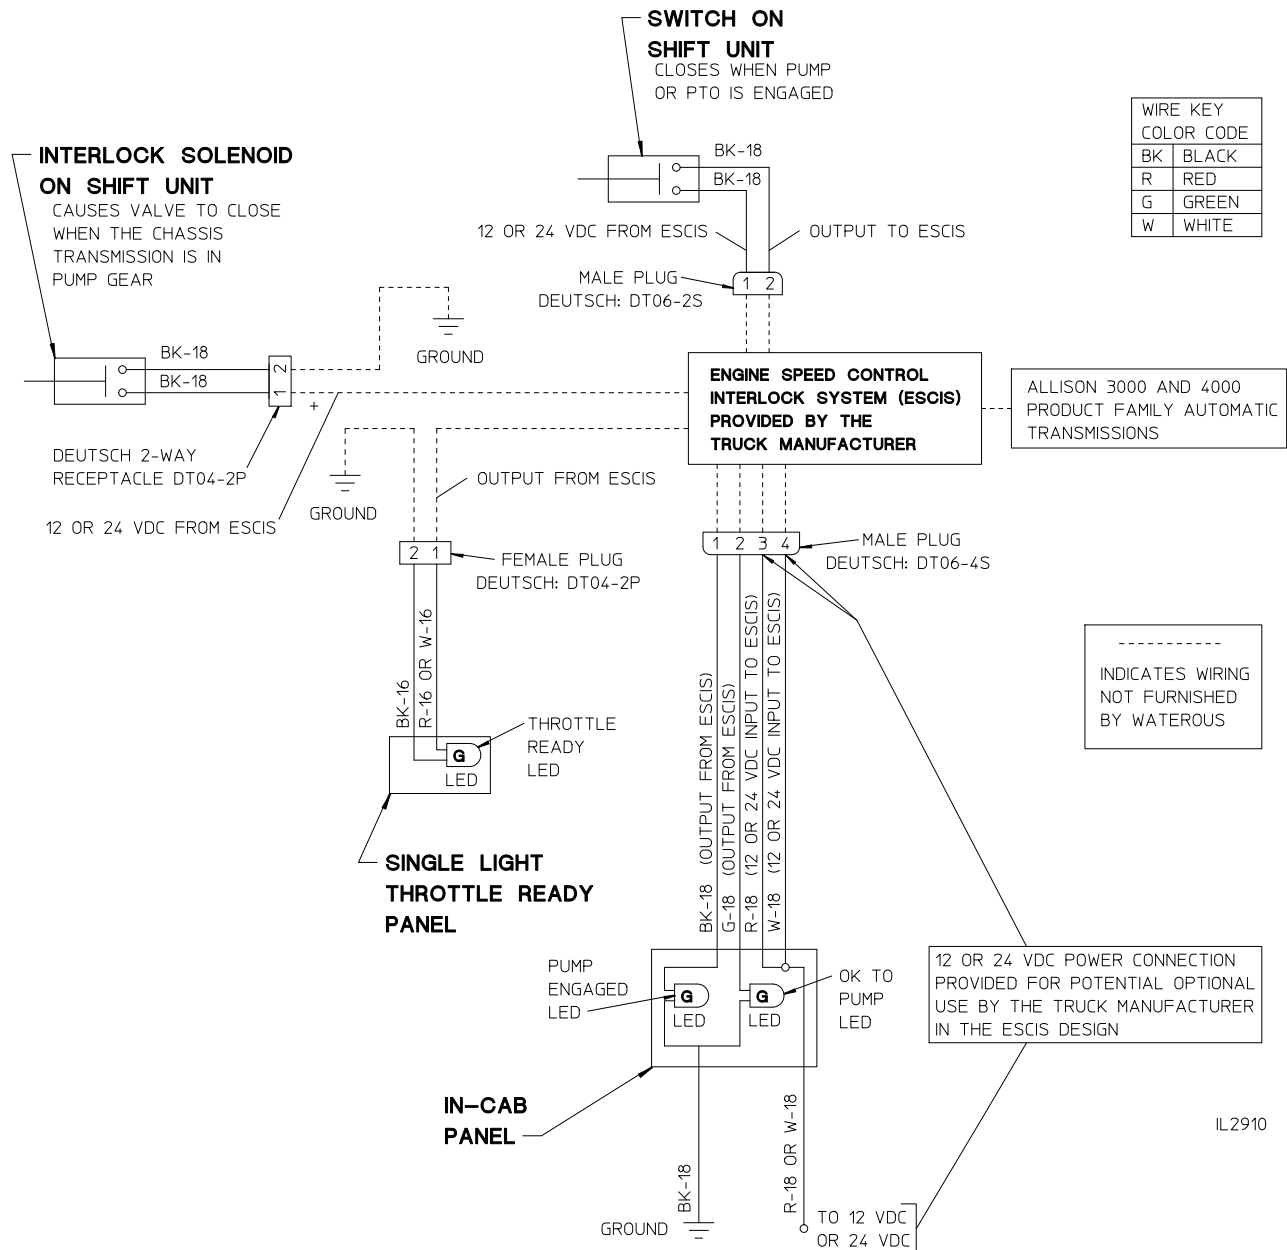 SWITCH ON
SHIFT UNIT
CLOSES WHEN PUMP
OR PTO IS ENGAGED
WIRE KEY
COLOR CODE
BK BLACK
R RED
G GREEN
W WHITE
INTERLOCK SOLENOID
ON SHIFT UNIT
CAUSES VALVE TO CLOSE
WHEN THE CHASSIS
TRANSMISSION IS IN
PUMP GEAR
BK-18
BK-18
12 OR 24 VDC FROM ESCIS
OUTPUT TO ESCIS
MALE PLUG
DEUTSCH: DT06-2S
1 2
GROUND
BK-18
BK-18
2
1
+
DEUTSCH 2-WAY
RECEPTACLE DT04-2P
12 OR 24 VDC FROM ESCIS
ENGINE SPEED CONTROL
INTERLOCK SYSTEM (ESCIS)
PROVIDED BY THE
TRUCK MANUFACTURER
ALLISON 3000 AND 4000
PRODUCT FAMILY AUTOMATIC
TRANSMISSIONS
GROUND
OUTPUT FROM ESCIS
2 1
FEMALE PLUG
DEUTSCH: DT04-2P
1 2 3 4
MALE PLUG
DEUTSCH: DT06-4S
BK-16
R-16 OR W-16
G
LED
THROTTLE
READY
LED
SINGLE LIGHT
THROTTLE READY
PANEL
BK-18 (OUTPUT FROM ESCIS)
G-18 (OUTPUT FROM ESCIS)
R-18 (12 OR 24 VDC INPUT TO ESCIS)
W-18 (12 OR 24 VDC INPUT TO ESCIS)
-----------
INDICATES WIRING
NOT FURNISHED
BY WATEROUS
PUMP
ENGAGED
LED
G
LED
G
LED
OK TO
PUMP
LED
12 OR 24 VDC POWER CONNECTION
PROVIDED FOR POTENTIAL OPTIONAL
USE BY THE TRUCK MANUFACTURER
IN THE ESCIS DESIGN
IN-CAB
PANEL
BK-18
GROUND
R-18 OR W-18
TO 12 VDC
OR 24 VDC
IL2910